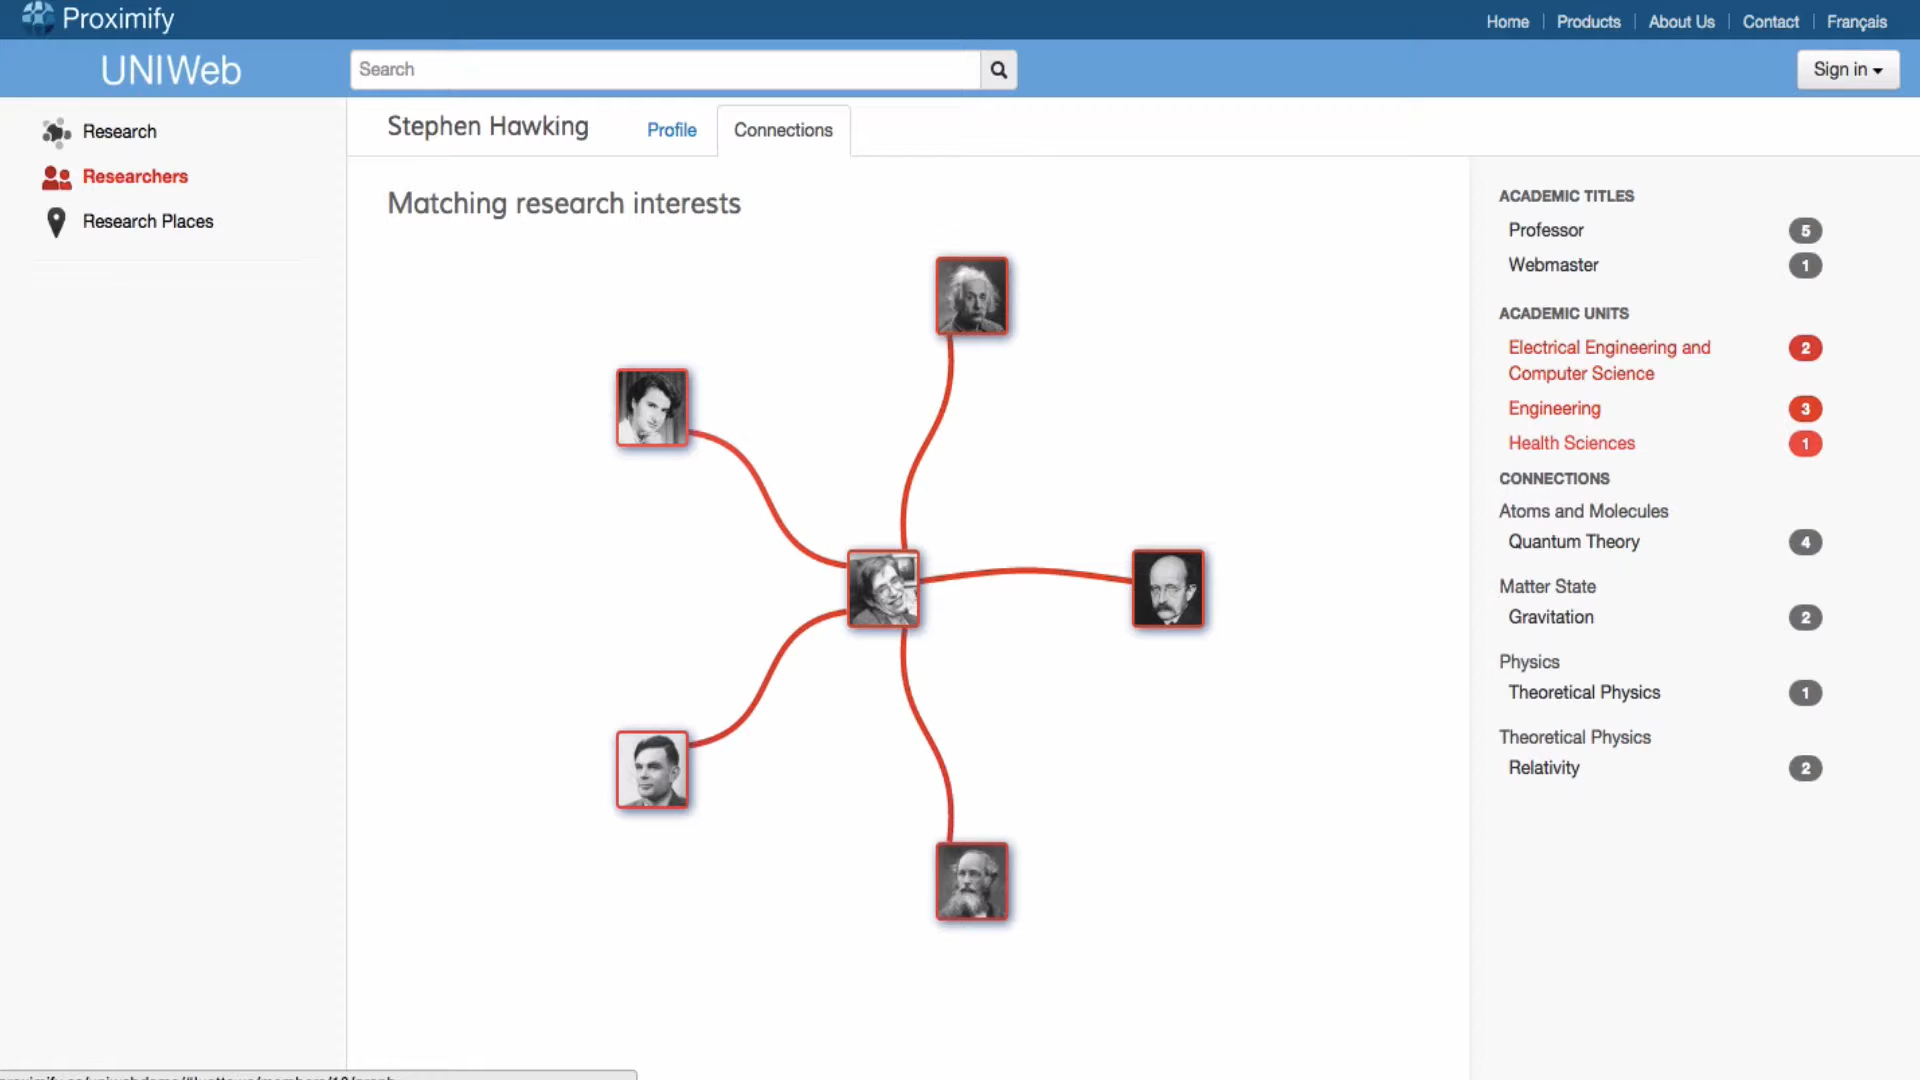 Proximify
Home
Products
About Us
Contact
Français
UNIWeb
Search
Sign in
Research
Researchers
Research Places
Stephen Hawking
Profile
Connections
Matching research interests
ACADEMIC TITLES
Professor 5
Webmaster 1
ACADEMIC UNITS
Electrical Engineering and 2
Computer Science
Engineering 3
Health Sciences 1
CONNECTIONS
Atoms and Molecules
Quantum Theory 4
Matter State
Gravitation 2
Physics
Theoretical Physics 1
Theoretical Physics
Relativity 2